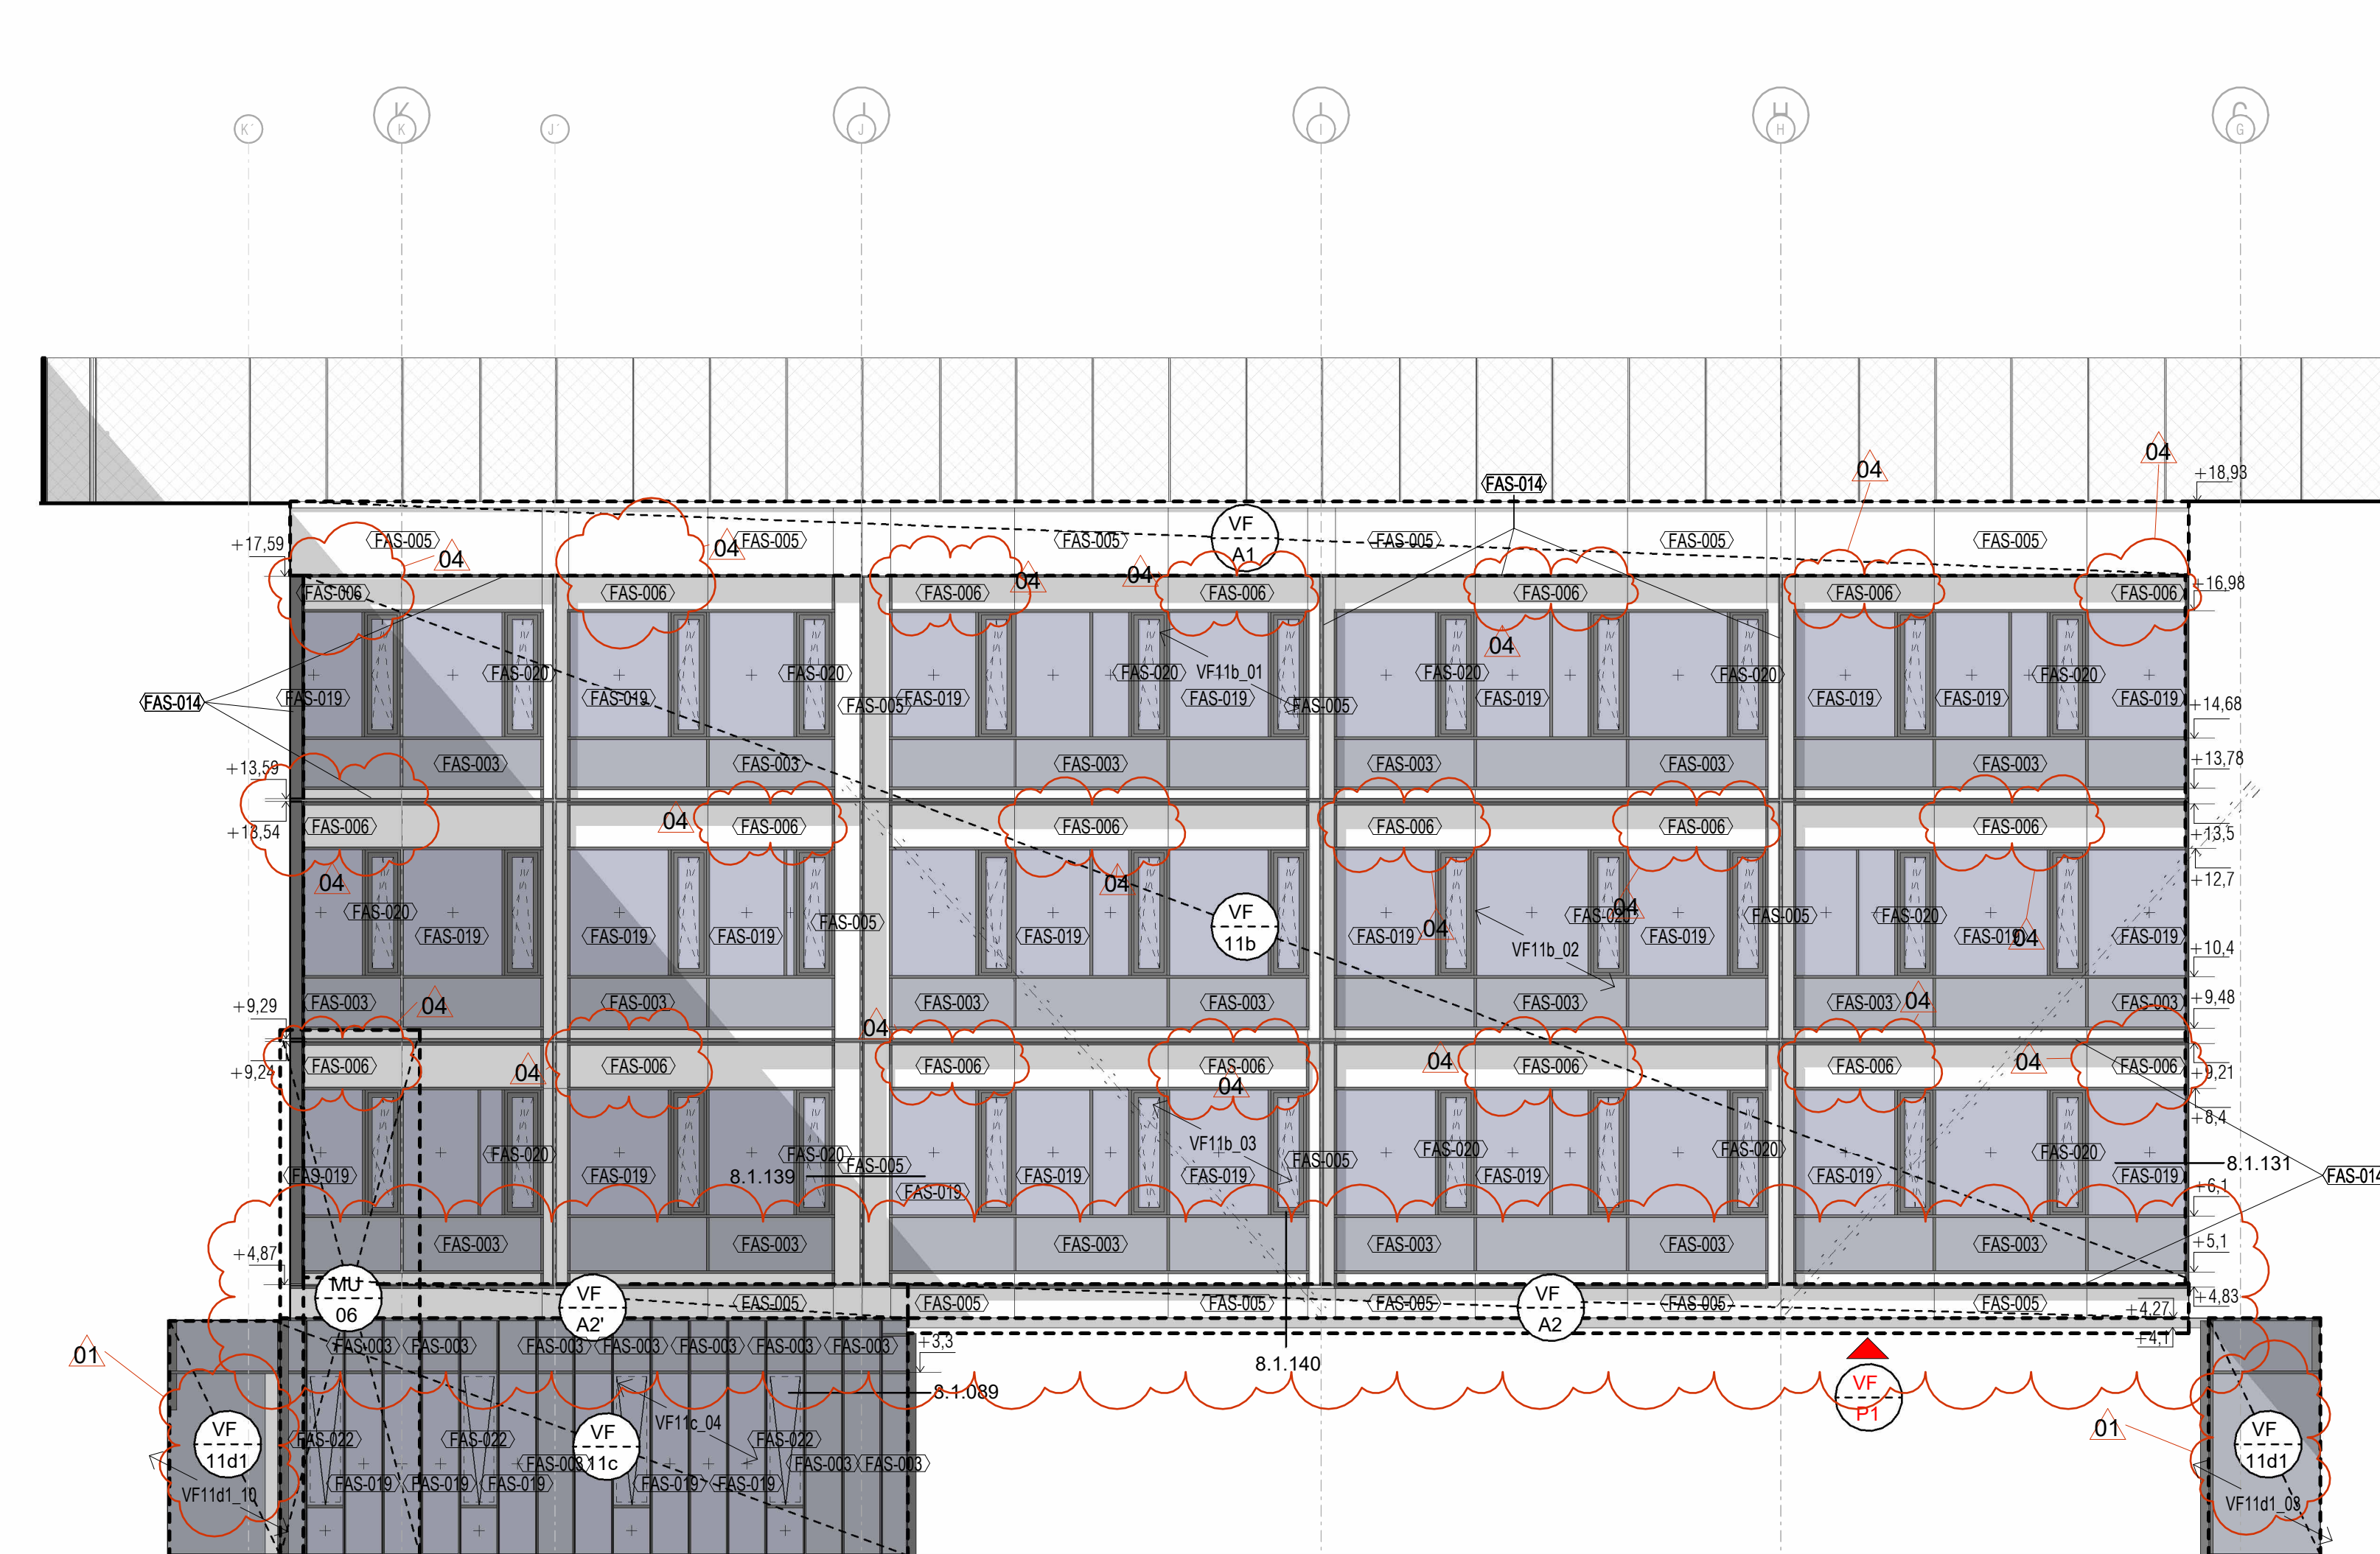 K' K J' J I H G
04
04
+18,93
FAS-014
+17,59
FAS-005
04
04
FAS-005
FAS-005
VF
A1
FAS-005
FAS-005
FAS-005
04
04
+16,98
FAS-006
FAS-006
FAS-006
FAS-006
FAS-006
FAS-006
FAS-006
04
FAS-020
FAS-020
FAS-020
VF11b_01
FAS-020
FAS-020
FAS-020
FAS-014
FAS-019
FAS-019
FAS-005
FAS-019
FAS-019
FAS-005
FAS-019
FAS-019
FAS-019
FAS-019
+14,68
+13,59
FAS-003
FAS-003
FAS-003
FAS-003
FAS-003
FAS-003
+13,78
+13,54
FAS-006
04
FAS-006
FAS-006
FAS-006
FAS-006
FAS-006
+13,5
04
04
+12,7
FAS-020
FAS-005
VF
11b
FAS-020
04
FAS-005
FAS-020
FAS-019
FAS-019
FAS-019
FAS-019
FAS-019
04
VF11b_02
FAS-019
FAS-019
04
FAS-019
+10,4
+9,29
FAS-003
04
FAS-003
FAS-003
FAS-003
FAS-003
FAS-003
04
FAS-003
+9,48
04
+9,24
FAS-006
04
FAS-006
FAS-006
FAS-006
04
04
FAS-006
FAS-006
04
FAS-006
+9,21
+8,4
FAS-020
FAS-020
FAS-005
VF11b_03
FAS-005
FAS-020
FAS-020
FAS-020
8.1.131
FAS-019
FAS-019
8.1.139
FAS-019
FAS-019
FAS-019
FAS-019
FAS-019
FAS-019
FAS-014
+6,1
+4,87
FAS-003
FAS-003
FAS-003
FAS-003
FAS-003
FAS-003
+5,1
MU
06
VF
A2'
FAS-005
FAS-005
FAS-005
FAS-005
VF
A2
FAS-005
FAS-005
+4,27
+4,83
+4,1
01
FAS-003
FAS-003
FAS-003
FAS-003
FAS-003
FAS-003
FAS-003
+3,3
8.1.140
8.1.089
VF
P1
VF
11d1
FAS-022
FAS-022
VF
11c
VF11c_04
FAS-022
01
VF
11d1
FAS-003
FAS-003
FAS-003
VF11d1_10
FAS-019
FAS-019
FAS-019
FAS-019
FAS-019
VF11d1_03